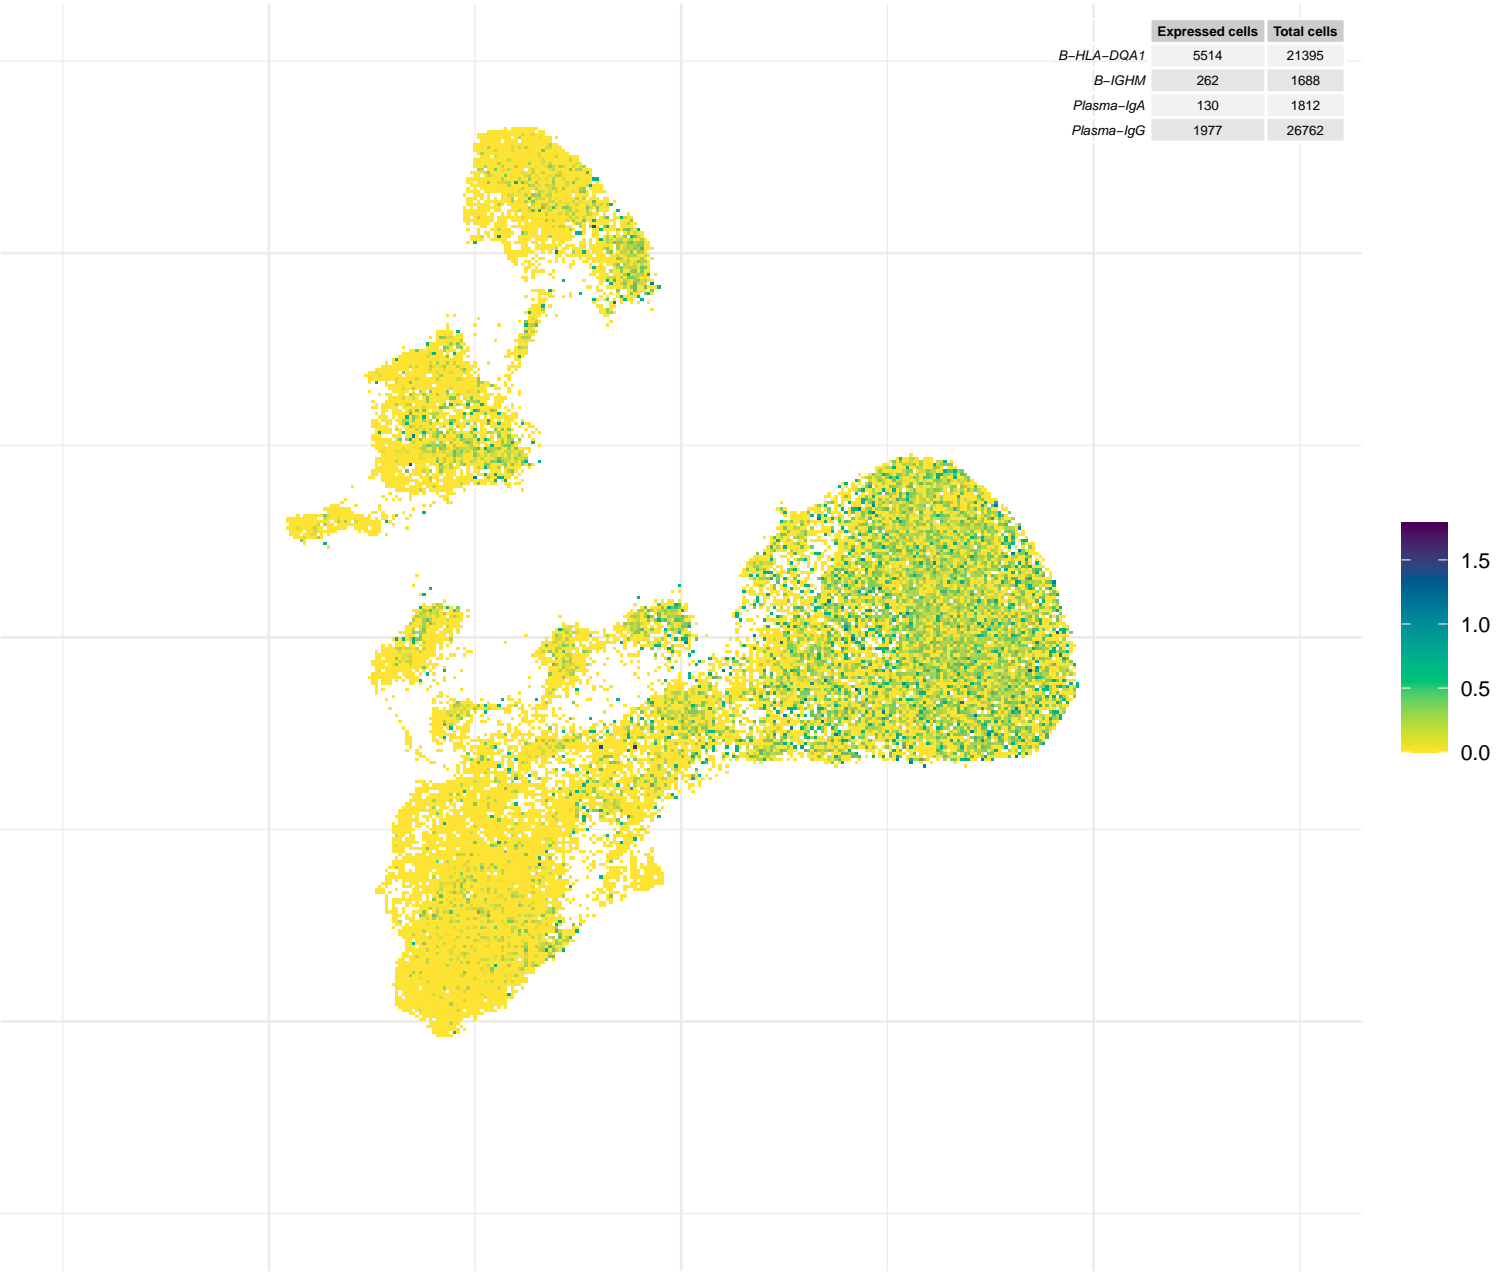 Expressed cells Total cells
B−HLA−DQA1 5514 21395
B−IGHM 262 1688
Plasma−IgA 130 1812
Plasma−IgG 1977 26762
1.5
1.0
0.5
0.0